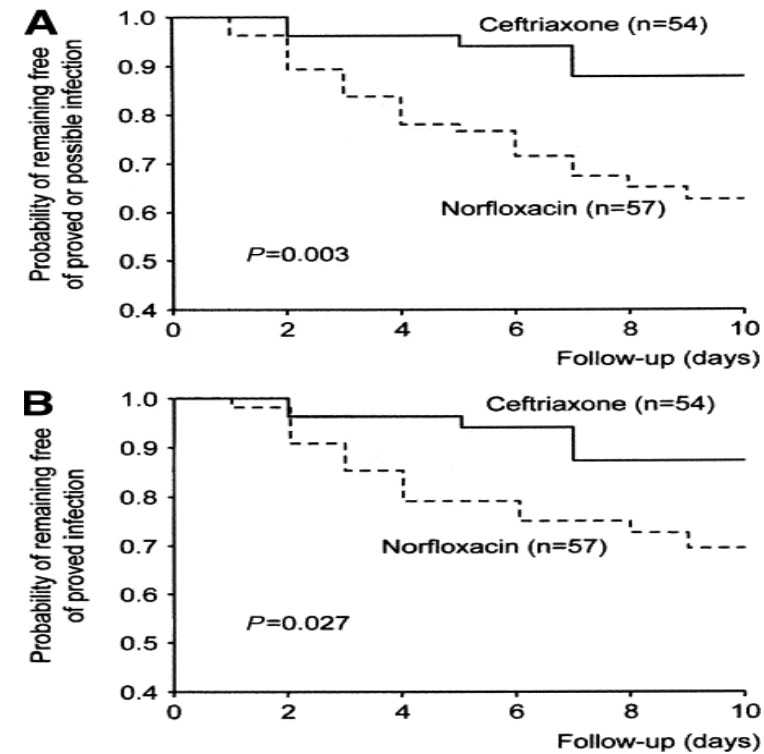 A
Probability of remaining free
of proved or possible infection
1.0
0.9
0.8
0.7
0.6
0.5
0.4
Ceftriaxone (n=54)
Norfloxacin (n=57)
P=0.003
0 2 4 6 8 10
Follow-up (days)
B
Probability of remaining free
of proved infection
1.0
0.9
0.8
0.7
0.6
0.5
0.4
Ceftriaxone (n=54)
Norfloxacin (n=57)
P=0.027
0 2 4 6 8 10
Follow-up (days)